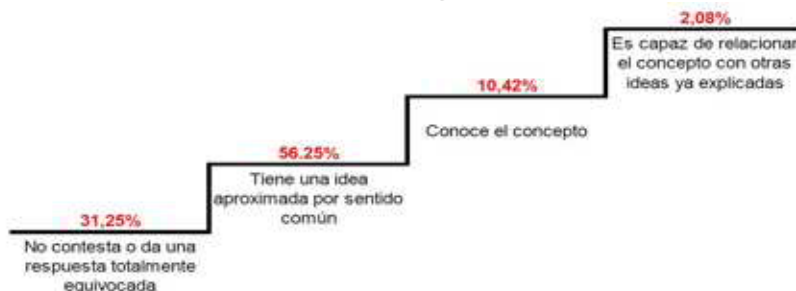 2,08%
Es capaz de relacionar
el concepto con otras
ideas ya explicadas
10,42%
Conoce el concepto
56.25%
Tiene una idea
aproximada por sentido
común
31,25%
No contesta o da una
respuesta totalmente
equivocada